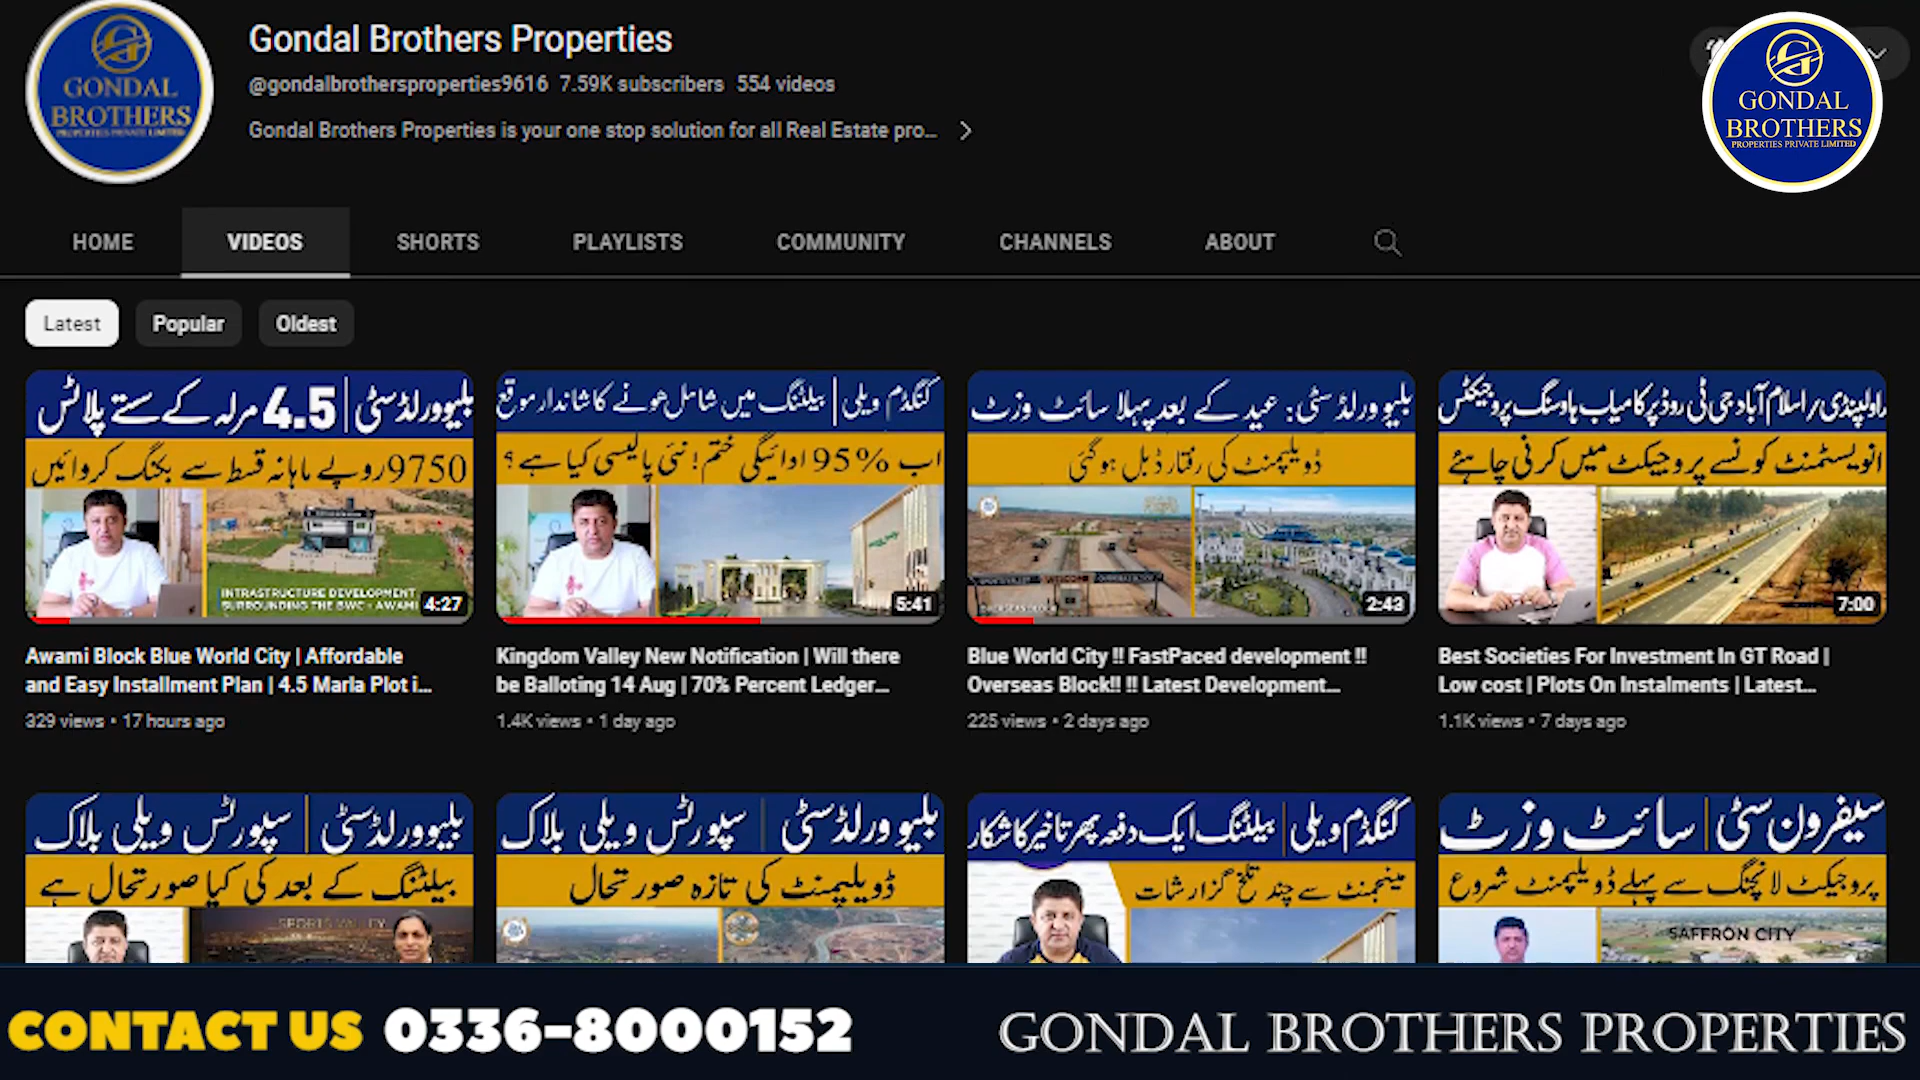 GONDAL
BROTHERS
PROPERTIES PRIVATE LIMITED
Gondal Brothers Properties
@gondalbrothersproperties9616 7.59K subscribers 554 videos
Gondal Brothers Properties is your one stop solution for all Real Estate pro...
GONDAL
BROTHERS
PROPERTIES PRIVATE LIMITED
HOME VIDEOS SHORTS PLAYLISTS COMMUNITY CHANNELS ABOUT
Latest Popular Oldest
بلیو ورلڈ سٹی | 4.5 مرلہ کے سستے پلاٹس
9750 روپے ماہانہ قسط سے بکنگ کروائیں
INTRASTRUCTURE DEVELOPMENT
SURROUNDING THE BWC - AWAMI
4:27
کنگڈم ویلی | بیلٹنگ میں شامل ہونے کا شاندار موقع
اب 95% ادائیگی ختم! نئی پالیسی کیا ہے؟
5:41
بلیو ورلڈ سٹی: عید کے بعد پہلا سائٹ وزٹ
ڈویلپمنٹ کی رفتار ڈبل ہوگئی
OVERSEAS BLOCK
2:43
راولپنڈی/اسلام آباد جی ٹی روڈ پر کامیاب ہاؤسنگ پروجیکٹس
انویسٹمنٹ کونسے پروجیکٹ میں کرنی چاہئے
7:00
Awami Block Blue World City | Affordable
and Easy Installment Plan | 4.5 Marla Plot i...
329 views • 17 hours ago
Kingdom Valley New Notification | Will there
be Balloting 14 Aug | 70% Percent Ledger...
1.4K views • 1 day ago
Blue World City !! FastPaced development !!
Overseas Block!! !! Latest Development...
225 views • 2 days ago
Best Societies For Investment In GT Road |
Low cost | Plots On Instalments | Latest...
1.1K views • 7 days ago
بلیو ورلڈ سٹی | سپورٹس ویلی بلاک
بیلٹنگ کے بعد کی کیا صورتحال ہے
SPORTS VALLEY
بلیو ورلڈ سٹی | سپورٹس ویلی بلاک
ڈویلپمنٹ کی تازہ صورتحال
کنگڈم ویلی | بیلٹنگ ایک دفعہ پھر تاخیر کا شکار
مینجمنٹ سے چند تلخ گزارشات
سیفرون سٹی | سائٹ وزٹ
پروجیکٹ لانچنگ سے پہلے ڈویلپمنٹ شروع
SAFFRON CITY
CONTACT US 0336-8000152
GONDAL BROTHERS PROPERTIES